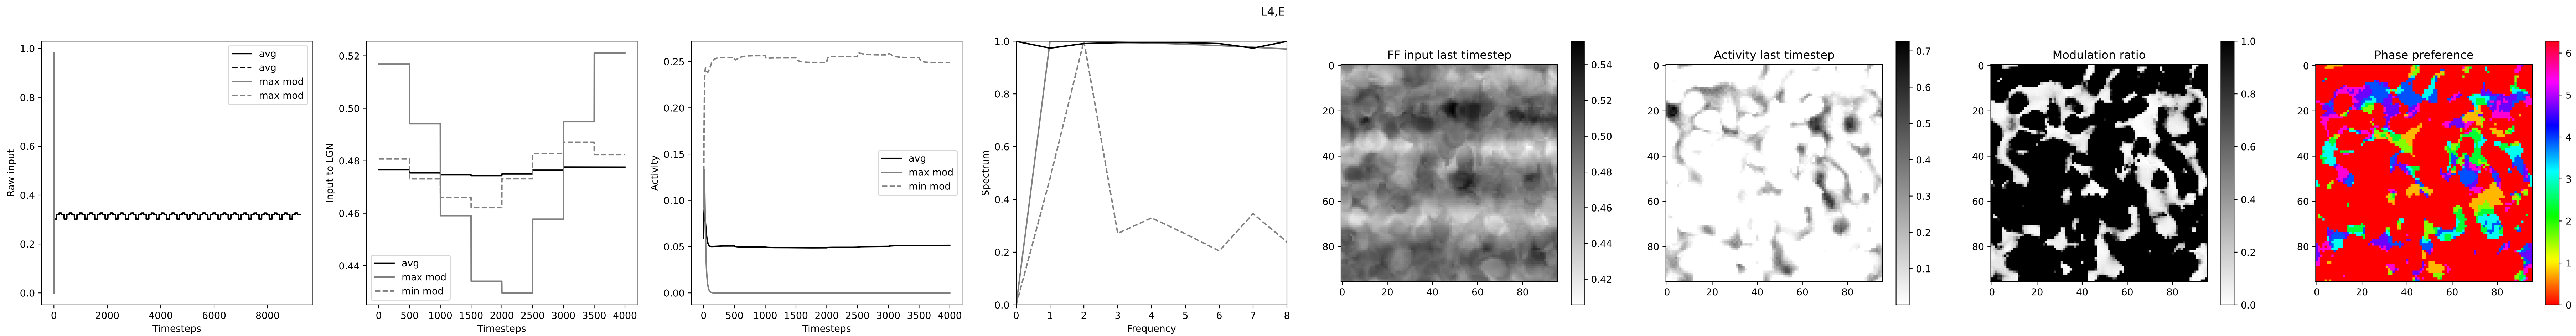 L4,E
Raw input
1.0
0.8
0.6
0.4
0.2
0.0
avg
avg
max mod
max mod
0 2000 4000 6000 8000
Timesteps
Input to LGN
0.52
0.50
0.48
0.46
0.44
avg
max mod
min mod
0 500 1000 1500 2000 2500 3000 3500 4000
Timesteps
Activity
0.25
0.20
0.15
0.10
0.05
0.00
avg
max mod
min mod
0 500 1000 1500 2000 2500 3000 3500 4000
Timesteps
Spectrum
1.0
0.8
0.6
0.4
0.2
0.0
0 1 2 3 4 5 6 7 8
Frequency
FF input last timestep
0
20
40
60
80
0 20 40 60 80
0.54
0.52
0.50
0.48
0.46
0.44
0.42
Activity last timestep
0
20
40
60
80
0 20 40 60 80
0.7
0.6
0.5
0.4
0.3
0.2
0.1
Modulation ratio
0
20
40
60
80
0 20 40 60 80
1.0
0.8
0.6
0.4
0.2
0.0
Phase preference
0
20
40
60
80
0 20 40 60 80
6
5
4
3
2
1
0